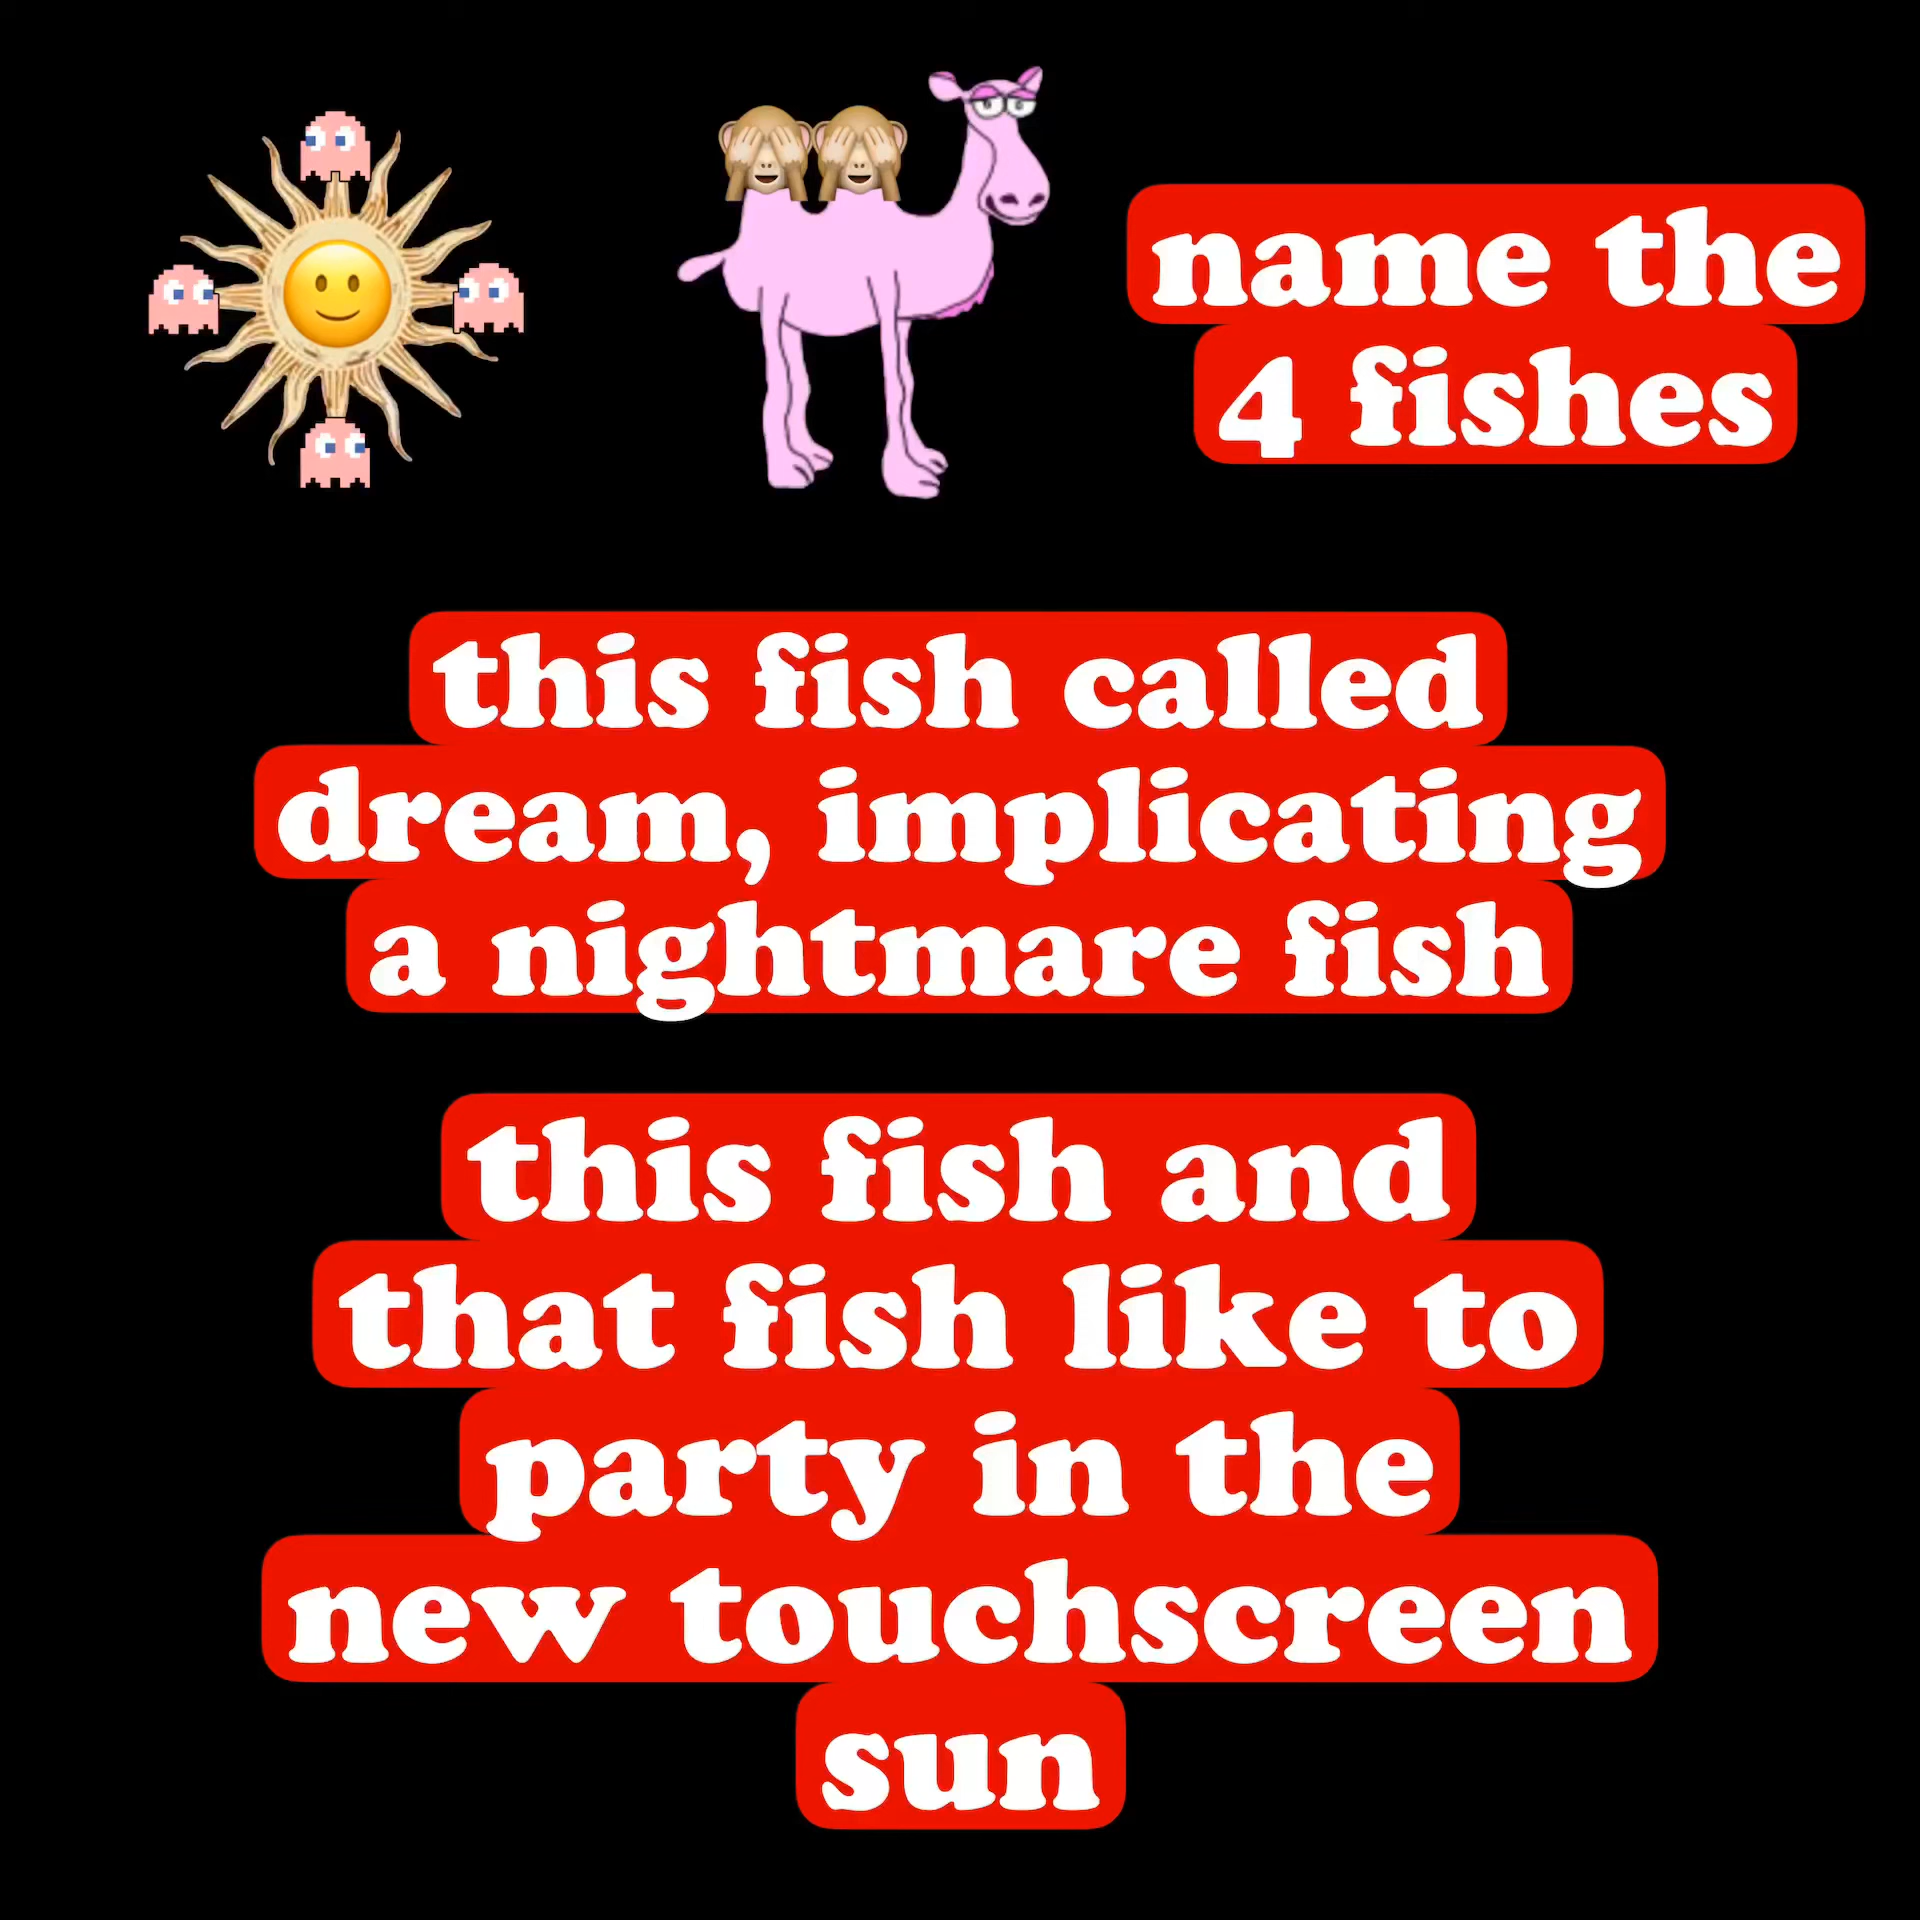 name the
4 fishes
this fish called
dream, implicating
a nightmare fish
this fish and
that fish like to
party in the
new touchscreen
sun